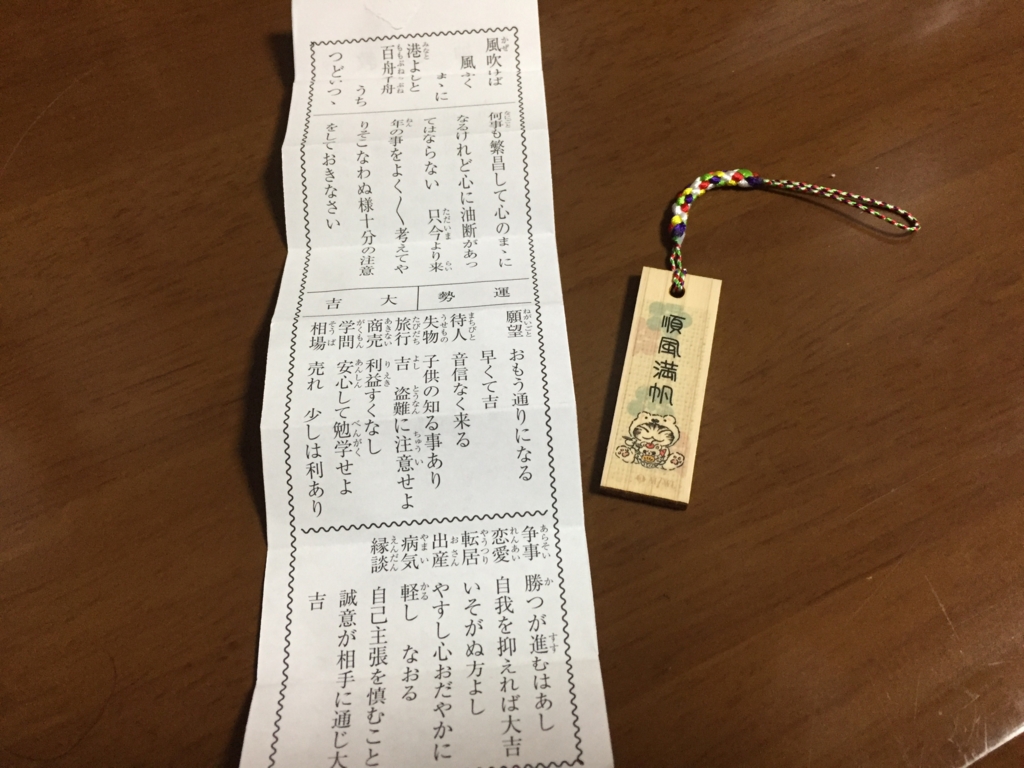 風吹けば
風ふく
まゝに
港よしと
百舟千舟
うち
つどいつゝ
何事も繁昌して心のまゝに
なるけれど心に油断があっ
てはならない 只今より来
年の事をよく〳〵考えてや
りそこなわぬ様十分の注意
をしておきなさい
運勢
大吉
願望 おもう通りになる
早くて吉
待人 音信なく来る
失物 子供の知る事あり
旅行 吉 盗難に注意せよ
商売 利益すくなし
学問 安心して勉学せよ
相場 売れ 少しは利あり
争事 勝つが進むはあし
恋愛 自我を抑えれば大吉
転居 いそがぬ方よし
出産 やすし心おだやかに
病気 軽し なおる
縁談 自己主張を慎むこと
誠意が相手に通じ大
吉
順風満帆